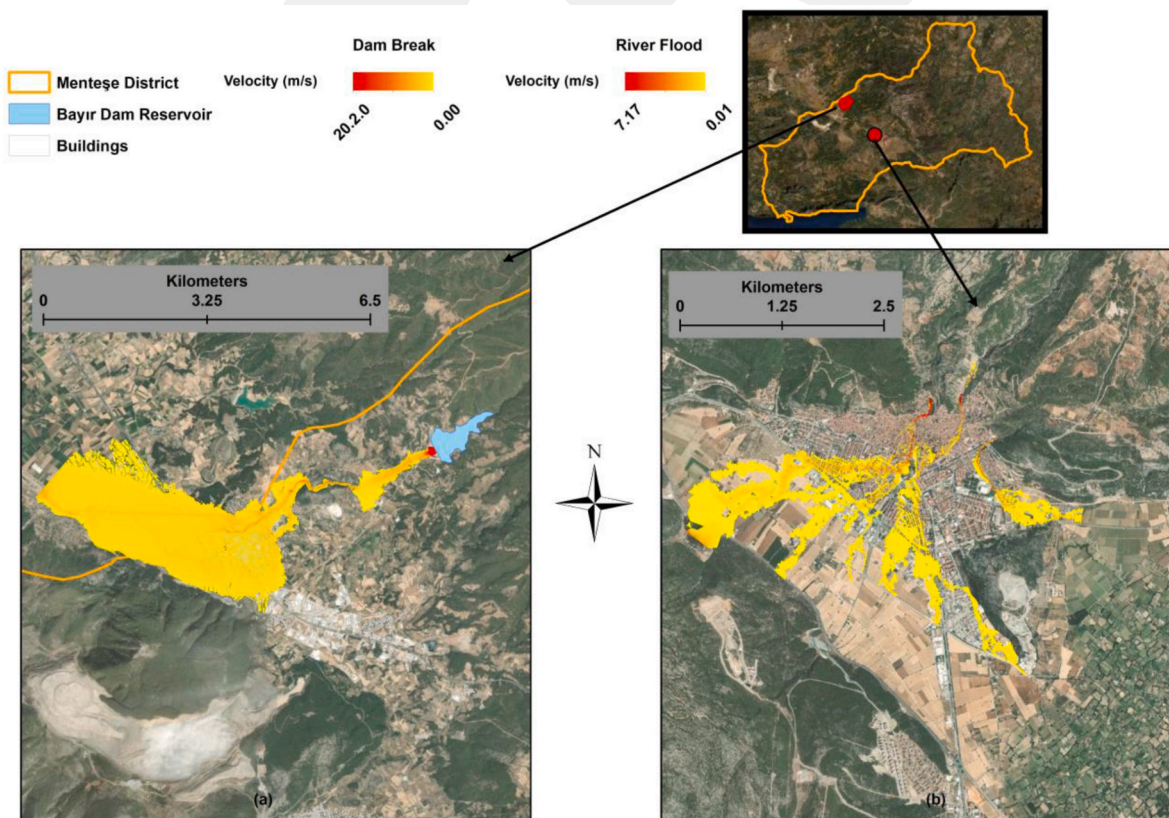 Dam Break
River Flood
Velocity (m/s)
20.2.0
0.00
Velocity (m/s)
7.17
0.01
Menteşe District
Bayır Dam Reservoir
Buildings
Kilometers
0
3.25
6.5
Kilometers
0
1.25
2.5
N
(a)
(b)